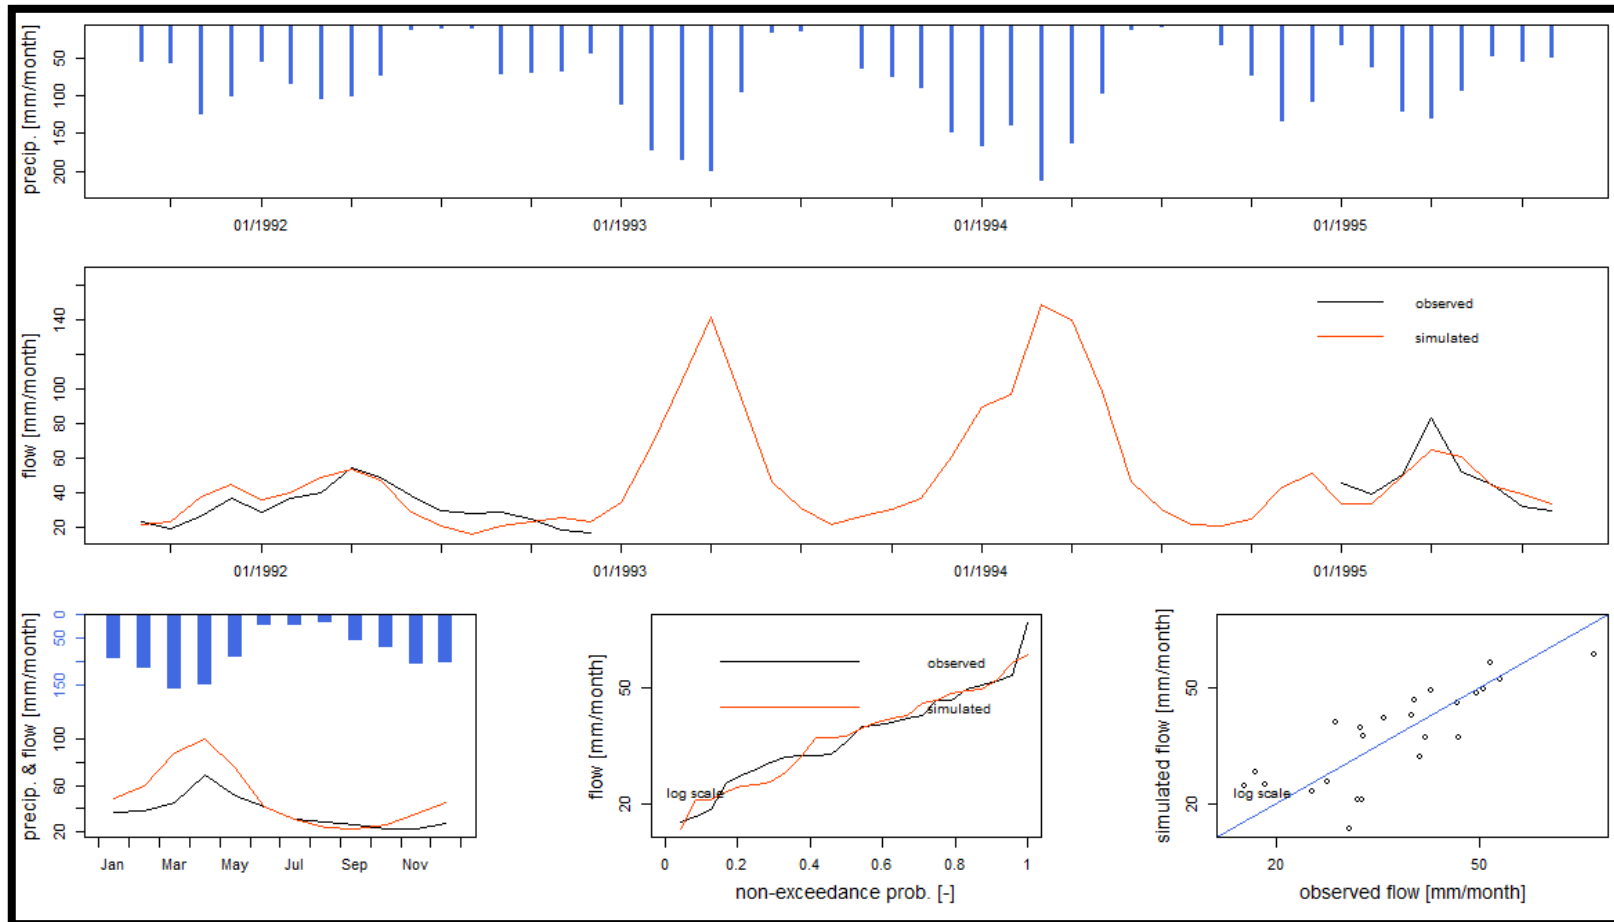 precip. [mm/month]
50
100
150
200
01/1992
01/1993
01/1994
01/1995
flow [mm/month]
140
100
80
60
40
20
observed
simulated
01/1992
01/1993
01/1994
01/1995
precip. & flow [mm/month]
0
50
150
100
60
20
Jan
Mar
May
Jul
Sep
Nov
flow [mm/month]
50
20
observed
simulated
log scale
0
0.2
0.4
0.6
0.8
1
non-exceedance prob. [-]
simulated flow [mm/month]
50
20
log scale
20
50
observed flow [mm/month]